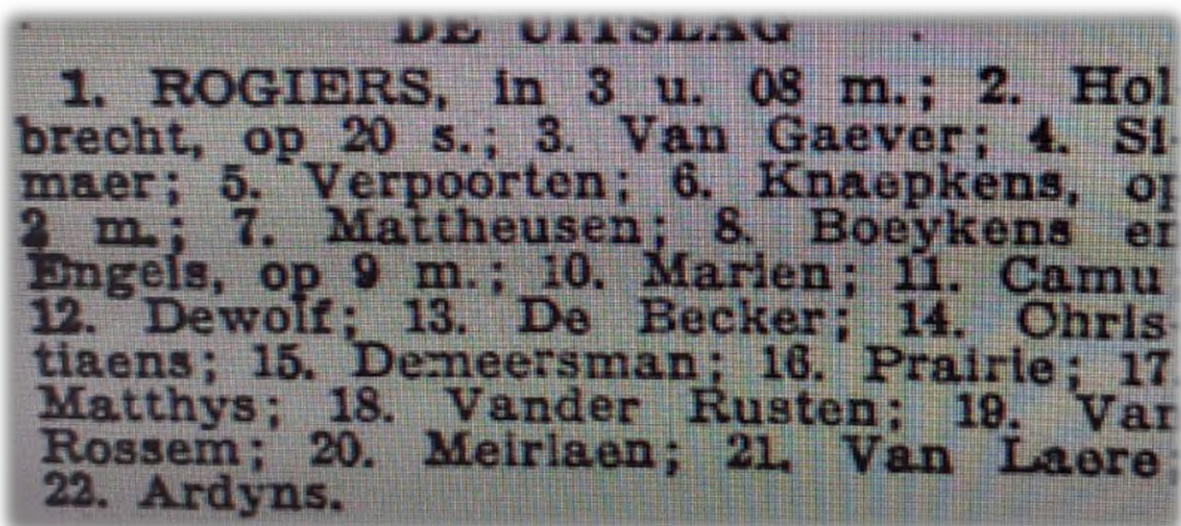 DE UITSLAG
1. ROGIERS, in 3 u. 08 m.; 2. Hol
brecht, op 20 s.; 3. Van Gaever; 4. Si-
maer; 5. Verpoorten; 6. Knaepkens, op
2 m.; 7. Mattheusen; 8. Boeykens en
Engels, op 9 m.; 10. Marien; 11. Camu
12. Dewolf; 13. De Becker; 14. Chris-
tiaens; 15. Demeersman; 16. Prairie; 17
Matthys; 18. Vander Rusten; 19. Van
Rossem; 20. Meirlaen; 21. Van Laere;
22. Ardyns.